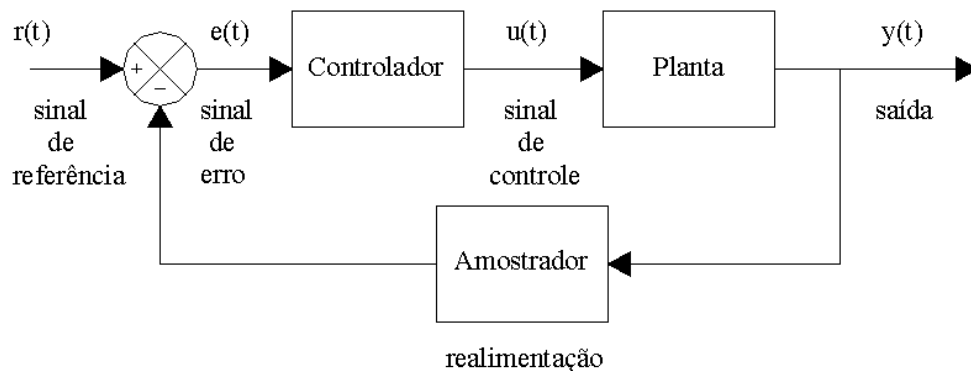 r(t)
e(t)
u(t)
y(t)
+
−
Controlador
Planta
sinal
de
referência
sinal
de
erro
sinal
de
controle
saída
Amostrador
realimentação